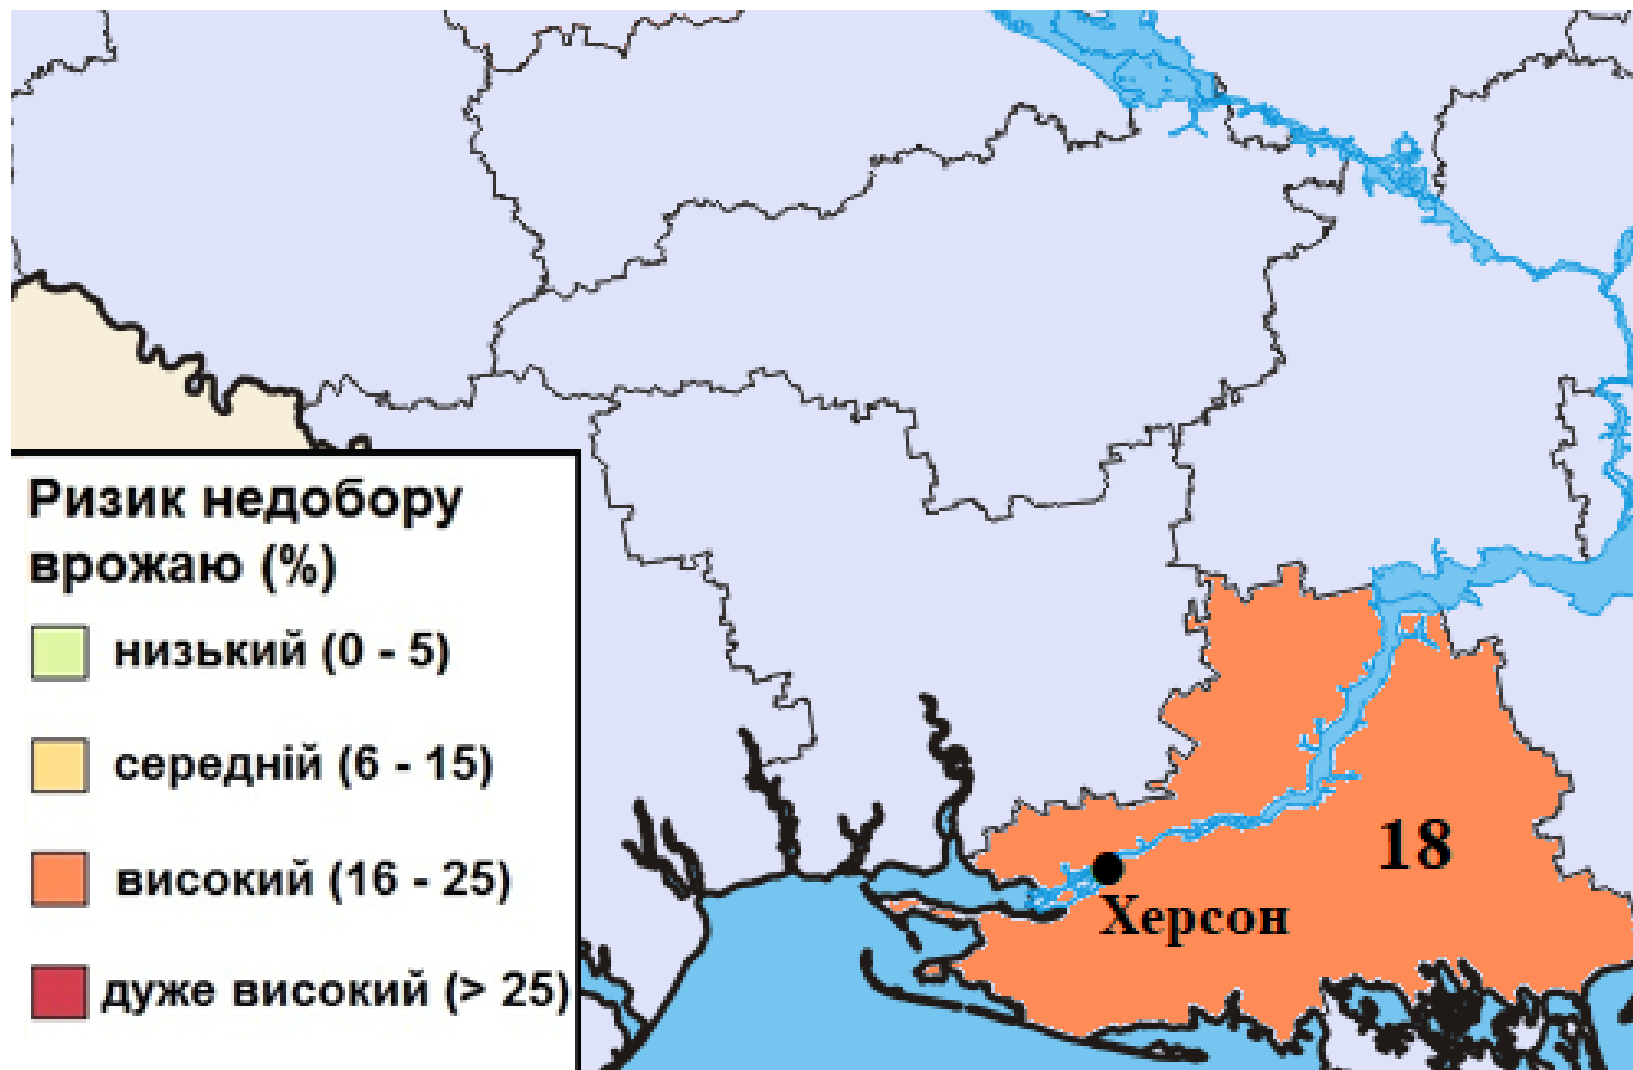 Ризик недобору
врожаю (%)
низький (0 - 5)
середній (6 - 15)
високий (16 - 25)
дуже високий (> 25)
18
Херсон